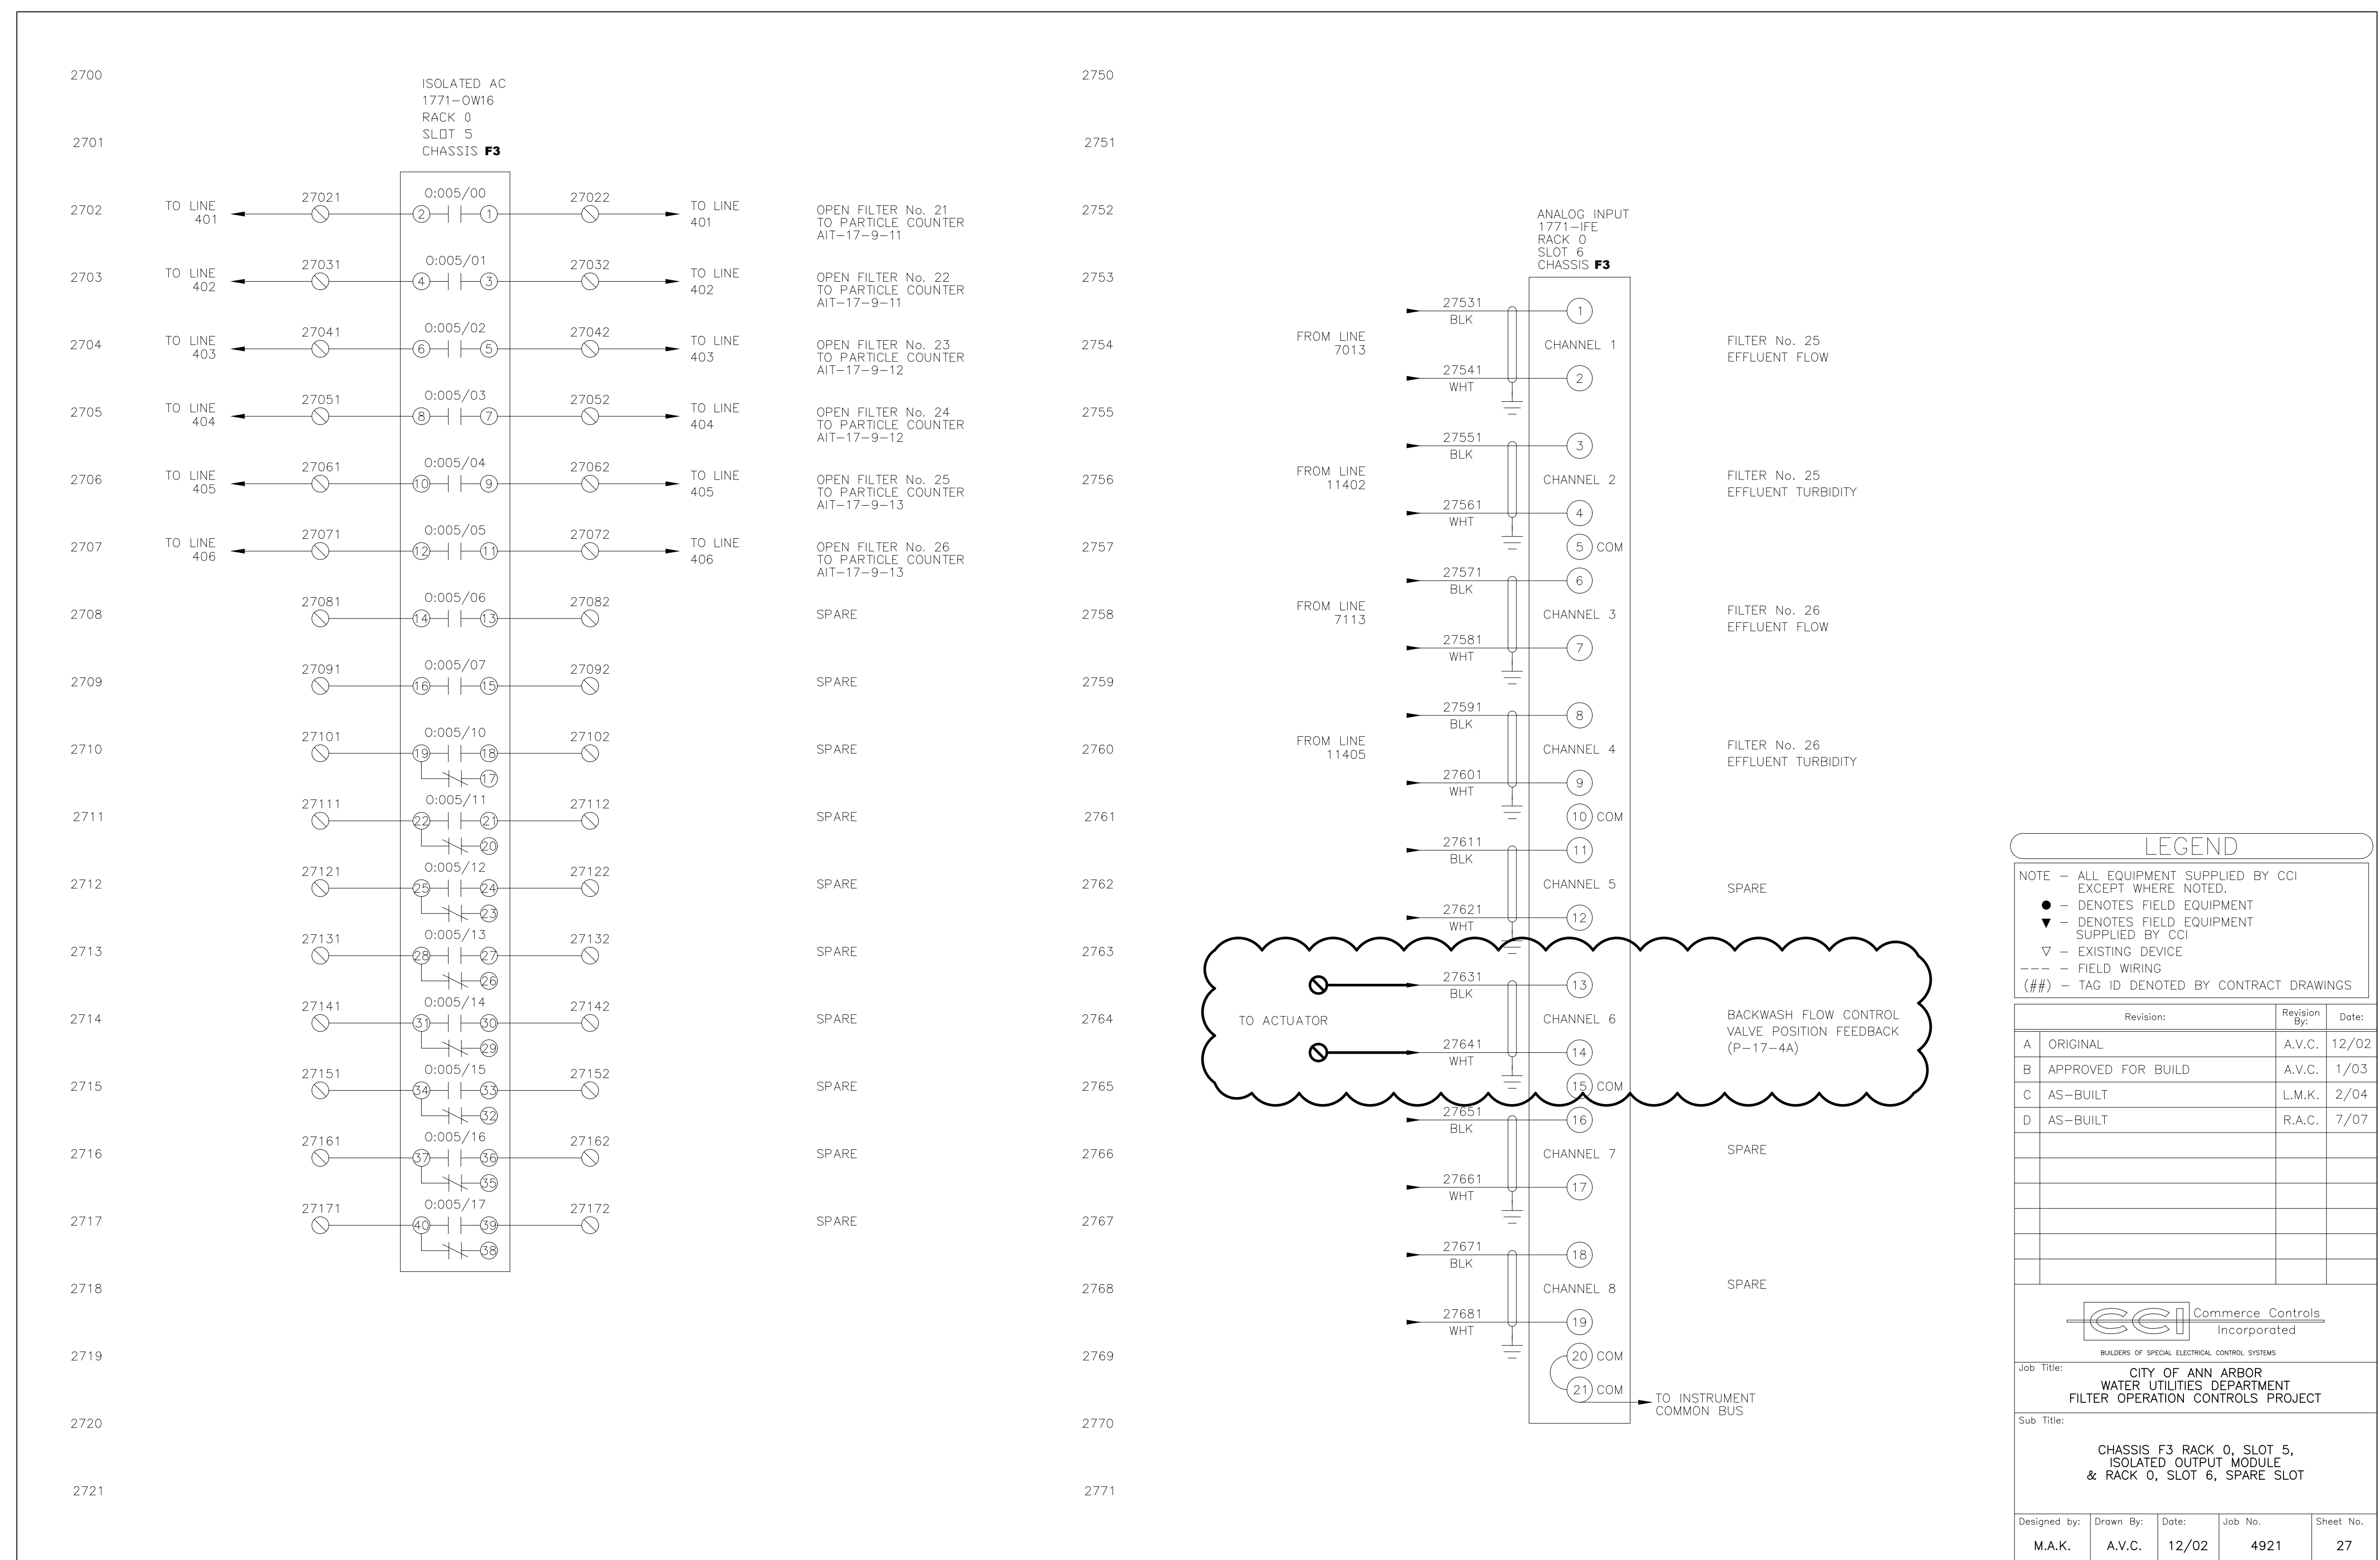 2700
ISOLATED AC
1771-OW16
RACK 0
SLOT 5
CHASSIS F3
2701
2702
TO LINE
401
27021
O:005/00
2
1
27022
TO LINE
401
OPEN FILTER No. 21
TO PARTICLE COUNTER
AIT-17-9-11
2703
TO LINE
402
27031
O:005/01
4
3
27032
TO LINE
402
OPEN FILTER No. 22
TO PARTICLE COUNTER
AIT-17-9-11
2704
TO LINE
403
27041
O:005/02
6
5
27042
TO LINE
403
OPEN FILTER No. 23
TO PARTICLE COUNTER
AIT-17-9-12
2705
TO LINE
404
27051
O:005/03
8
7
27052
TO LINE
404
OPEN FILTER No. 24
TO PARTICLE COUNTER
AIT-17-9-12
2706
TO LINE
405
27061
O:005/04
10
9
27062
TO LINE
405
OPEN FILTER No. 25
TO PARTICLE COUNTER
AIT-17-9-13
2707
TO LINE
406
27071
O:005/05
12
11
27072
TO LINE
406
OPEN FILTER No. 26
TO PARTICLE COUNTER
AIT-17-9-13
2708
27081
O:005/06
14
13
27082
SPARE
2709
27091
O:005/07
16
15
27092
SPARE
2710
27101
O:005/10
19
18
17
27102
SPARE
2711
27111
O:005/11
22
21
20
27112
SPARE
2712
27121
O:005/12
25
24
23
27122
SPARE
2713
27131
O:005/13
28
27
26
27132
SPARE
2714
27141
O:005/14
31
30
29
27142
SPARE
2715
27151
O:005/15
34
33
32
27152
SPARE
2716
27161
O:005/16
37
36
35
27162
SPARE
2717
27171
O:005/17
40
39
38
27172
SPARE
2718
2719
2720
2721
2750
2751
2752
ANALOG INPUT
1771-IFE
RACK 0
SLOT 6
CHASSIS F3
2753
27531
BLK
1
2754
FROM LINE
7013
CHANNEL 1
FILTER No. 25
EFFLUENT FLOW
27541
WHT
2
2755
27551
BLK
3
2756
FROM LINE
11402
CHANNEL 2
FILTER No. 25
EFFLUENT TURBIDITY
27561
WHT
4
2757
5 COM
27571
BLK
6
2758
FROM LINE
7113
CHANNEL 3
FILTER No. 26
EFFLUENT FLOW
27581
WHT
7
2759
27591
BLK
8
2760
FROM LINE
11405
CHANNEL 4
FILTER No. 26
EFFLUENT TURBIDITY
27601
WHT
9
2761
10 COM
27611
BLK
11
2762
CHANNEL 5
SPARE
27621
WHT
12
2763
27631
BLK
13
2764
TO ACTUATOR
CHANNEL 6
BACKWASH FLOW CONTROL
VALVE POSITION FEEDBACK
(P-17-4A)
27641
WHT
14
2765
15 COM
27651
BLK
16
2766
CHANNEL 7
SPARE
27661
WHT
17
2767
27671
BLK
18
2768
CHANNEL 8
SPARE
27681
WHT
19
2769
20 COM
21 COM
TO INSTRUMENT
COMMON BUS
2770
2771
LEGEND
NOTE - ALL EQUIPMENT SUPPLIED BY CCI
EXCEPT WHERE NOTED.
● - DENOTES FIELD EQUIPMENT
▼ - DENOTES FIELD EQUIPMENT
SUPPLIED BY CCI
▽ - EXISTING DEVICE
--- - FIELD WIRING
(##) - TAG ID DENOTED BY CONTRACT DRAWINGS
Revision: Revision By: Date:
A ORIGINAL A.V.C. 12/02
B APPROVED FOR BUILD A.V.C. 1/03
C AS-BUILT L.M.K. 2/04
D AS-BUILT R.A.C. 7/07
CCI Commerce Controls
Incorporated
BUILDERS OF SPECIAL ELECTRICAL CONTROL SYSTEMS
Job Title:
CITY OF ANN ARBOR
WATER UTILITIES DEPARTMENT
FILTER OPERATION CONTROLS PROJECT
Sub Title:
CHASSIS F3 RACK 0, SLOT 5,
ISOLATED OUTPUT MODULE
& RACK 0, SLOT 6, SPARE SLOT
Designed by: Drawn By: Date: Job No. Sheet No.
M.A.K. A.V.C. 12/02 4921 27